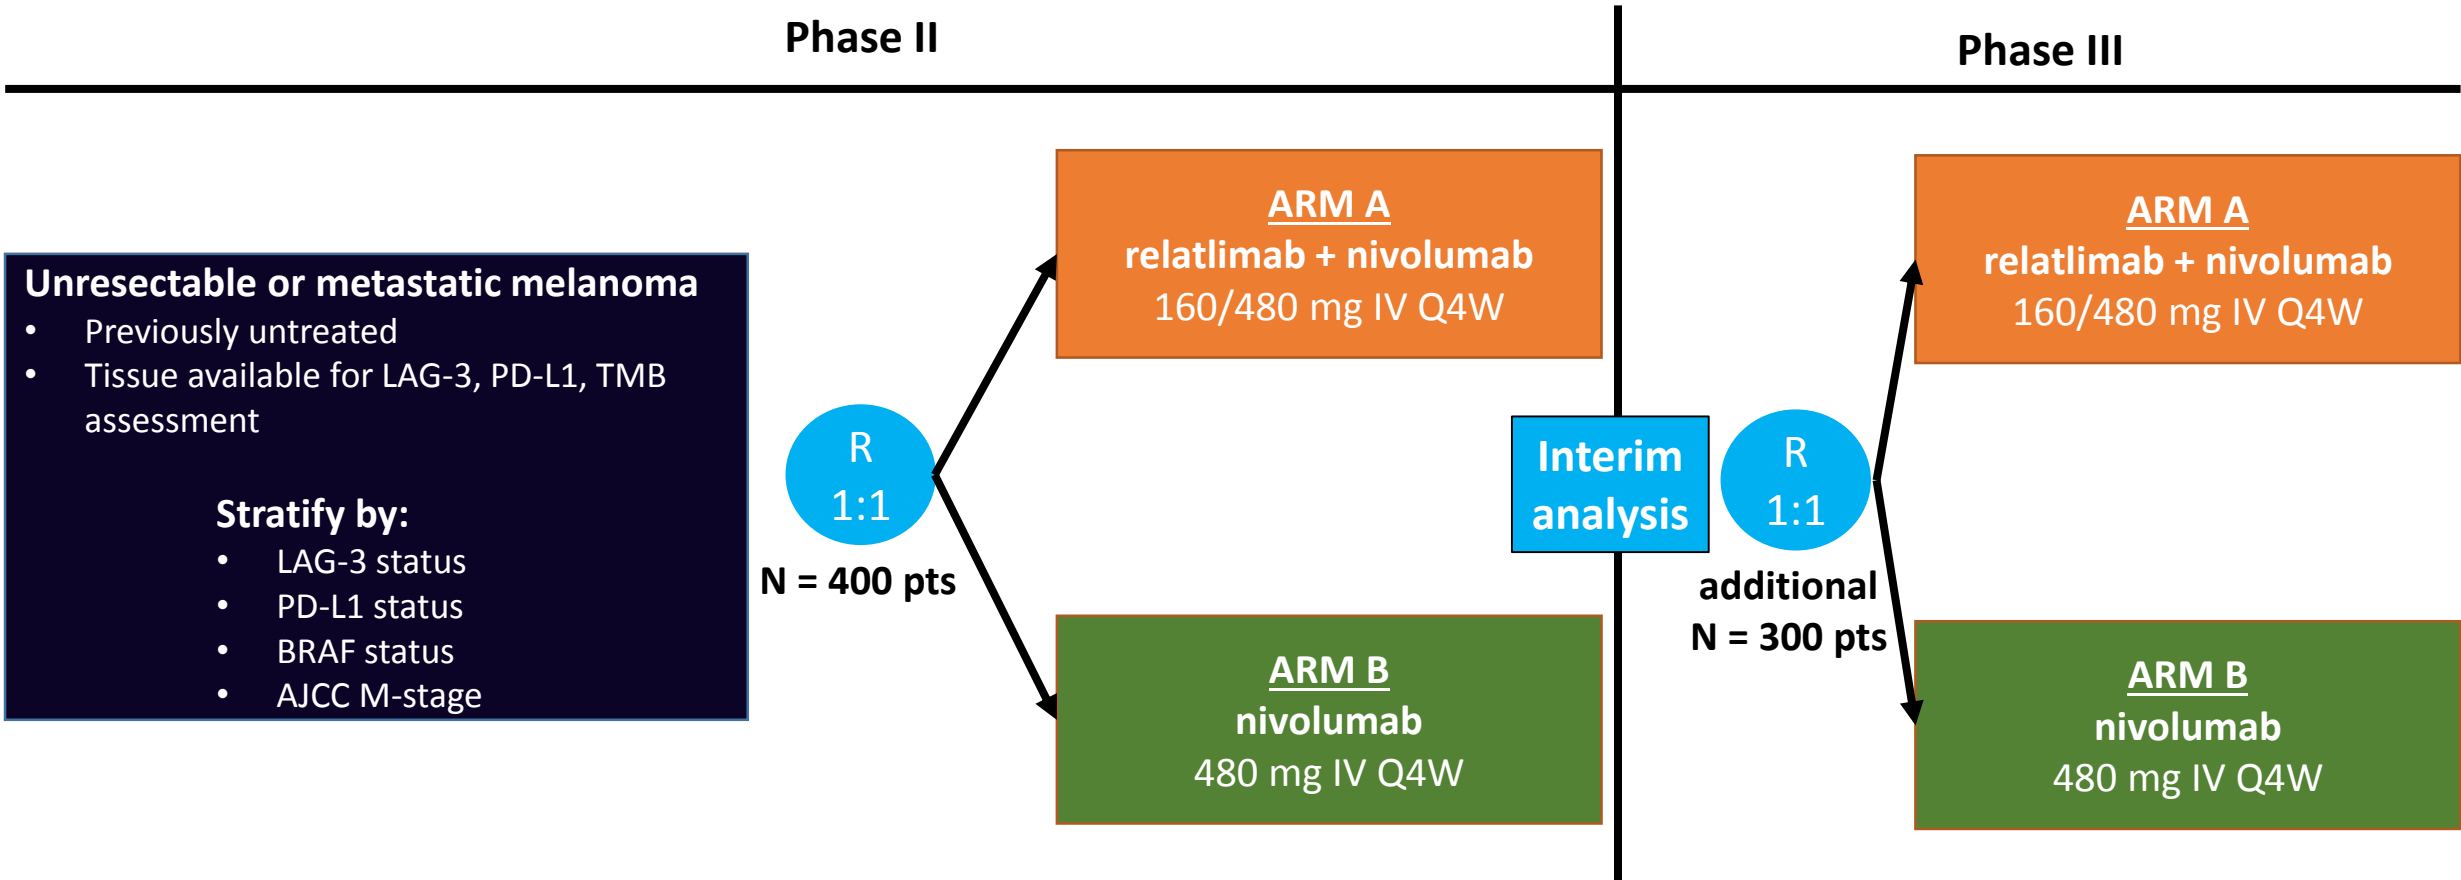 Phase II
Phase III
Unresectable or metastatic melanoma
• Previously untreated
• Tissue available for LAG-3, PD-L1, TMB
assessment
Stratify by:
• LAG-3 status
• PD-L1 status
• BRAF status
• AJCC M-stage
R
1:1
N = 400 pts
ARM A
relatlimab + nivolumab
160/480 mg IV Q4W
ARM B
nivolumab
480 mg IV Q4W
Interim
analysis
R
1:1
additional
N = 300 pts
ARM A
relatlimab + nivolumab
160/480 mg IV Q4W
ARM B
nivolumab
480 mg IV Q4W